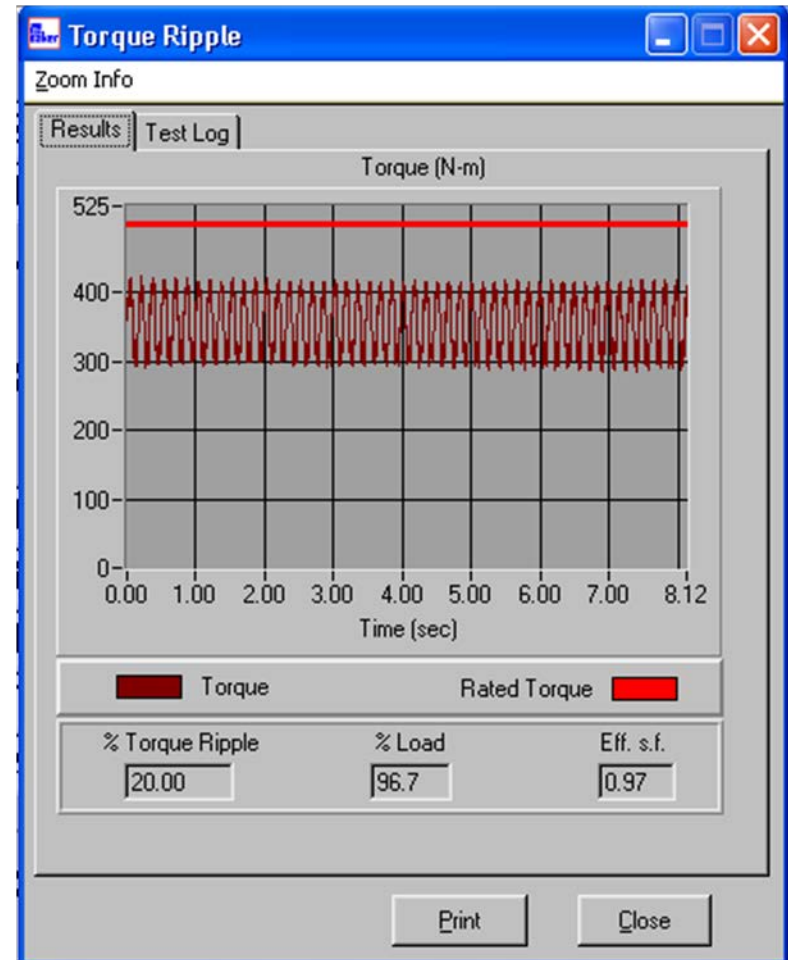 Torque Ripple
Zoom Info
Results Test Log
Torque (N-m)
525
400
300
200
100
0
0.00 1.00 2.00 3.00 4.00 5.00 6.00 7.00 8.12
Time (sec)
Torque Rated Torque
% Torque Ripple % Load Eff. s.f.
20.00 96.7 0.97
Print Close